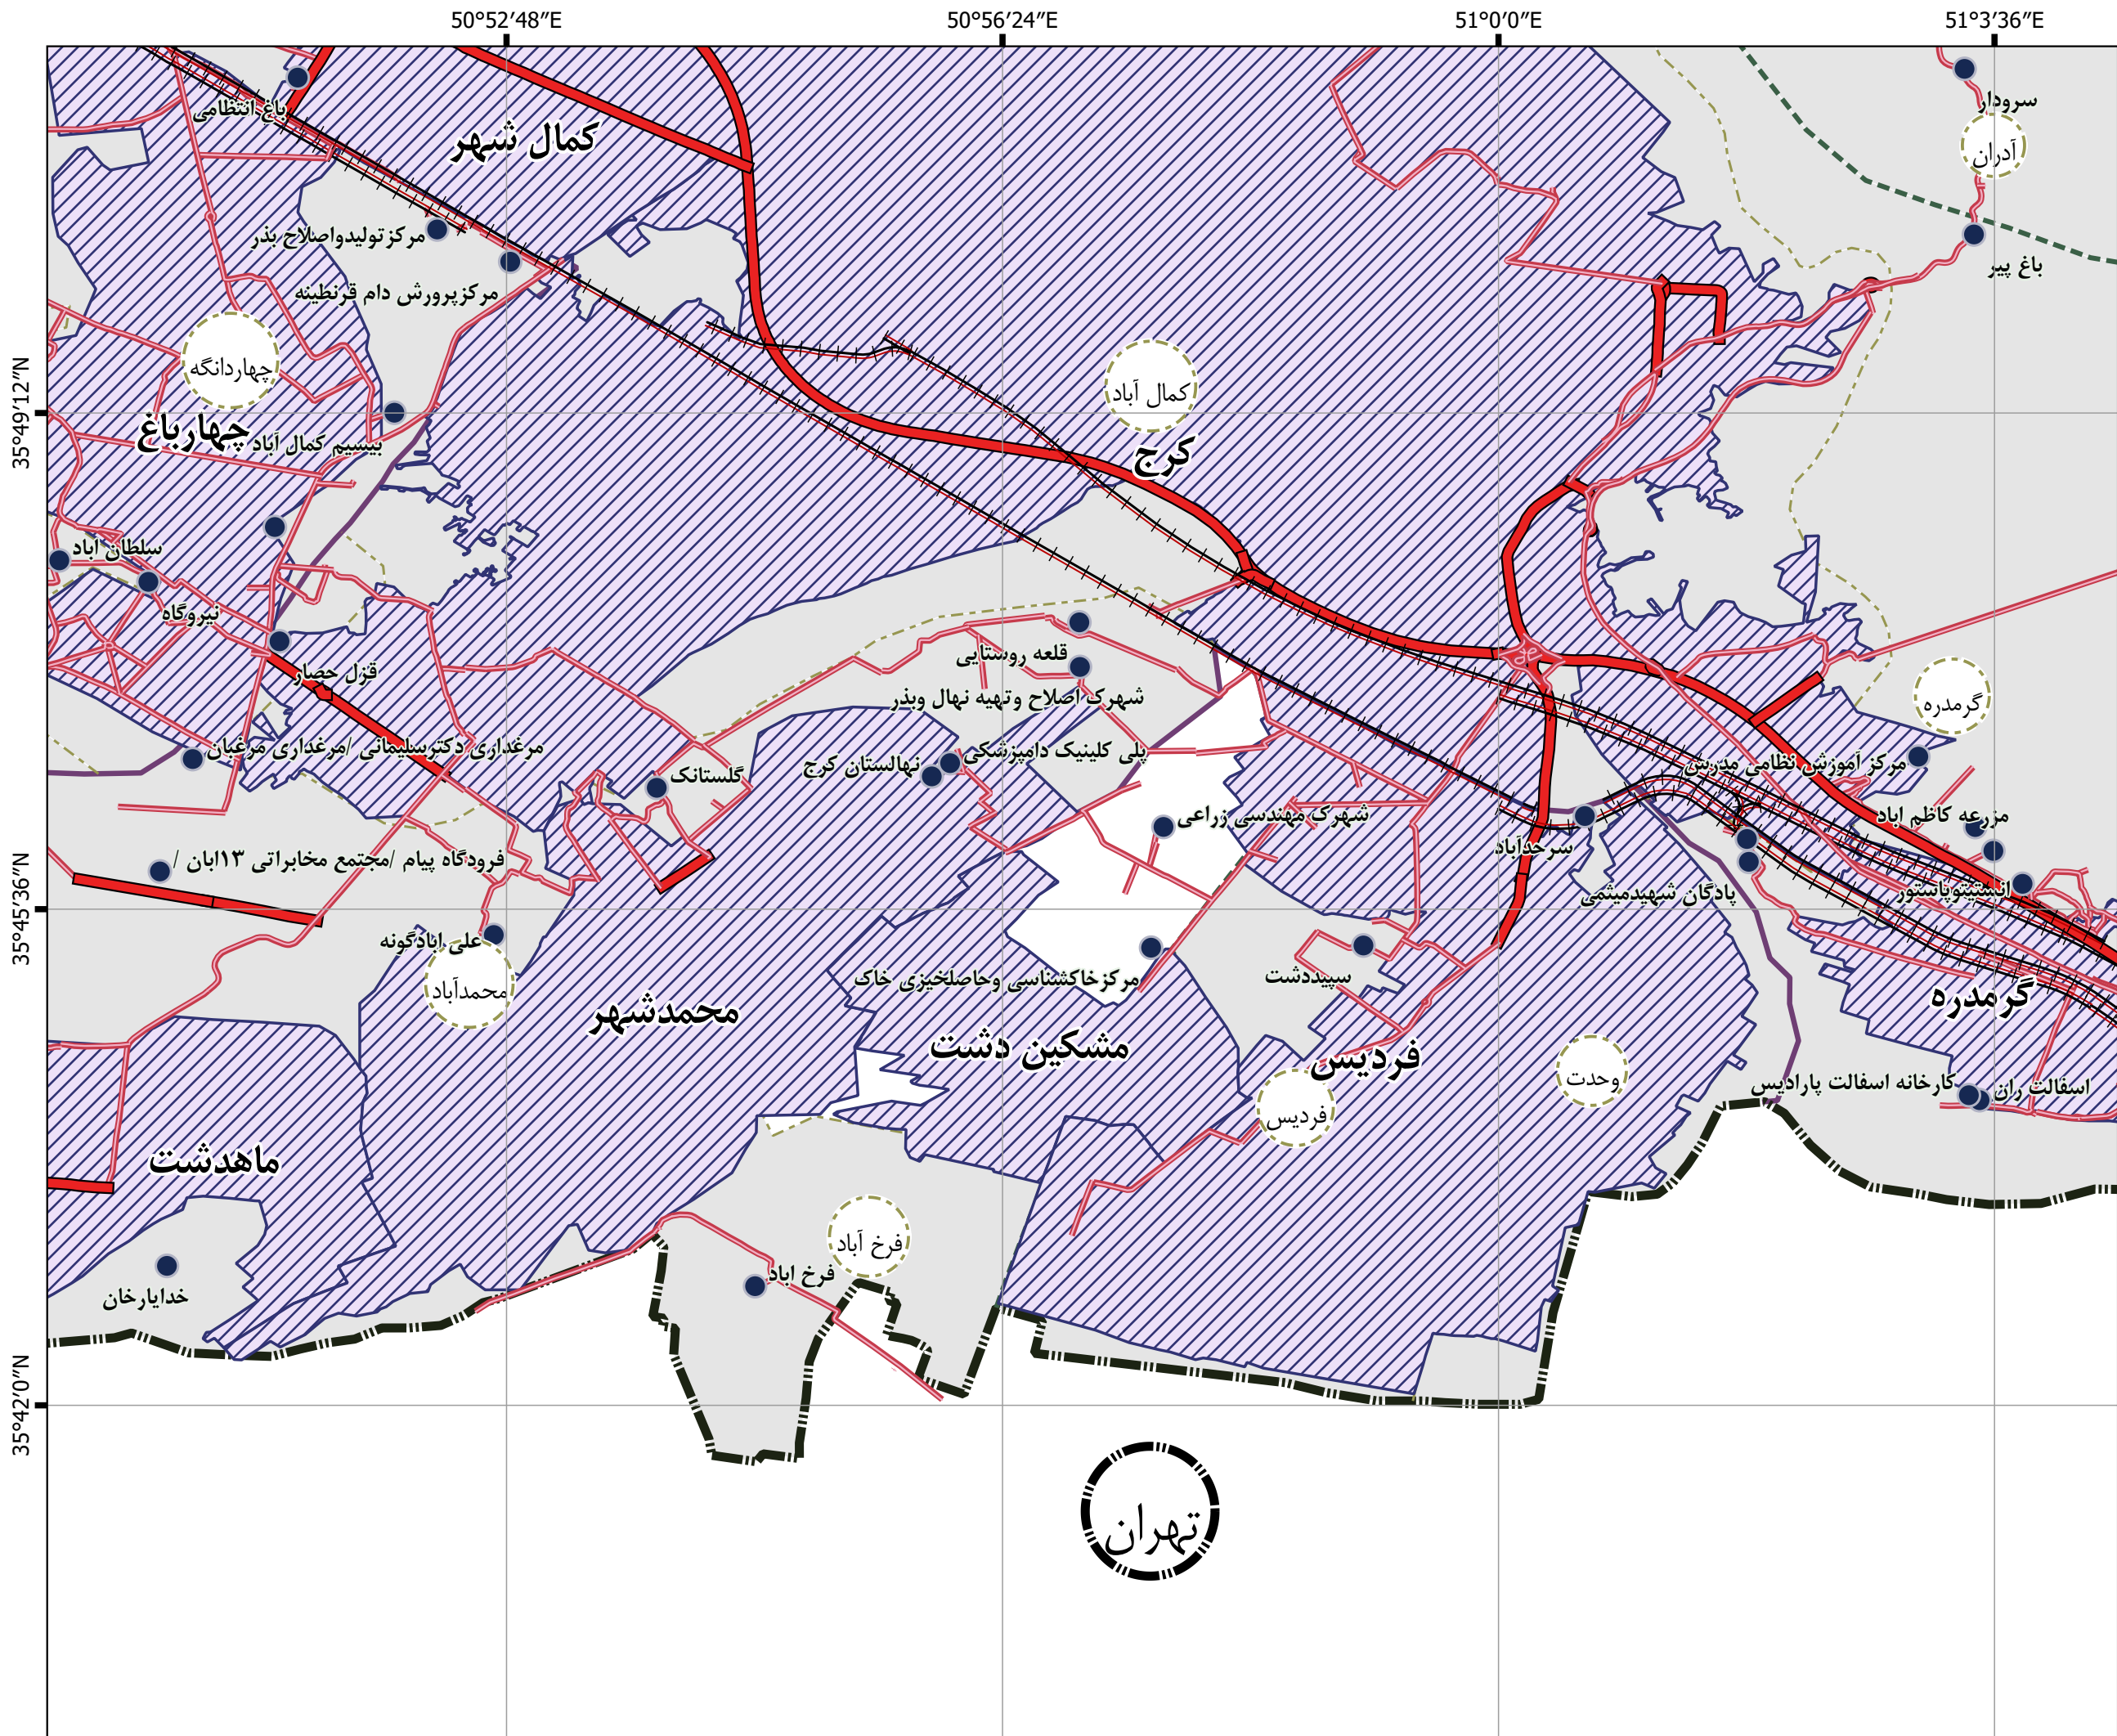 50°52′48″E
50°56′24″E
51°0′0″E
51°3′36″E
35°49′12″N
35°45′36″N
35°42′0″N
سرودار
آدران
باغ پیر
باغ انتظامی
کمال شهر
مرکزتولیدواصلاح بذر
مرکزپرورش دام قرنطینه
چهاردانگه
چهارباغ
بیسیم کمال آباد
کمال آباد
کرج
سلطان اباد
نیروگاه
قزل حصار
قلعه روستایی
شهرک اصلاح وتهیه نهال وبذر
گرمدره
مرغداری دکترسلیمانی /مرغداری مرغبان
گلستانک
نهالستان کرج
پلی کلینیک دامپزشکی
مرکز آموزش نظامی مدرس
شهرک مهندسی زراعی
مزرعه کاظم اباد
سرحدآباد
فرودگاه پیام /مجتمع مخابراتی ۱۳ابان /
پادگان شهیدمیثمی
انستیتوپاستور
علی ابادگونه
محمدآباد
مرکزخاکشناسی وحاصلخیزی خاک
سپیددشت
گرمدره
محمدشهر
مشکین دشت
فردیس
وحدت
کارخانه اسفالت پارادیس
اسفالت ران
فردیس
ماهدشت
فرخ آباد
فرخ اباد
خدایارخان
تهران